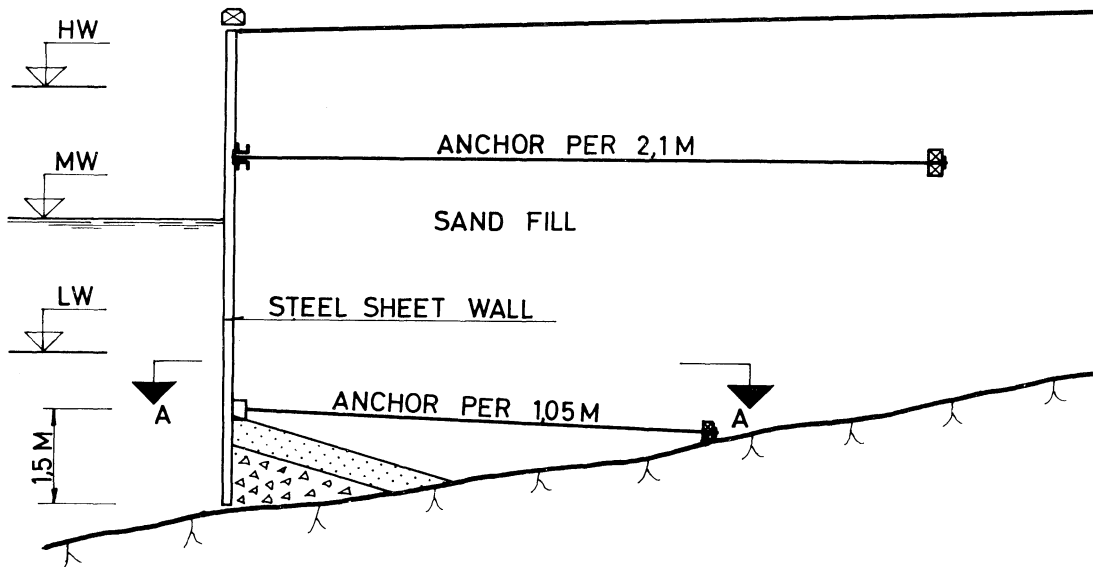 HW
ANCHOR PER 2,1 M
MW
SAND FILL
LW
STEEL SHEET WALL
A
A
ANCHOR PER 1,05 M
1,5 M